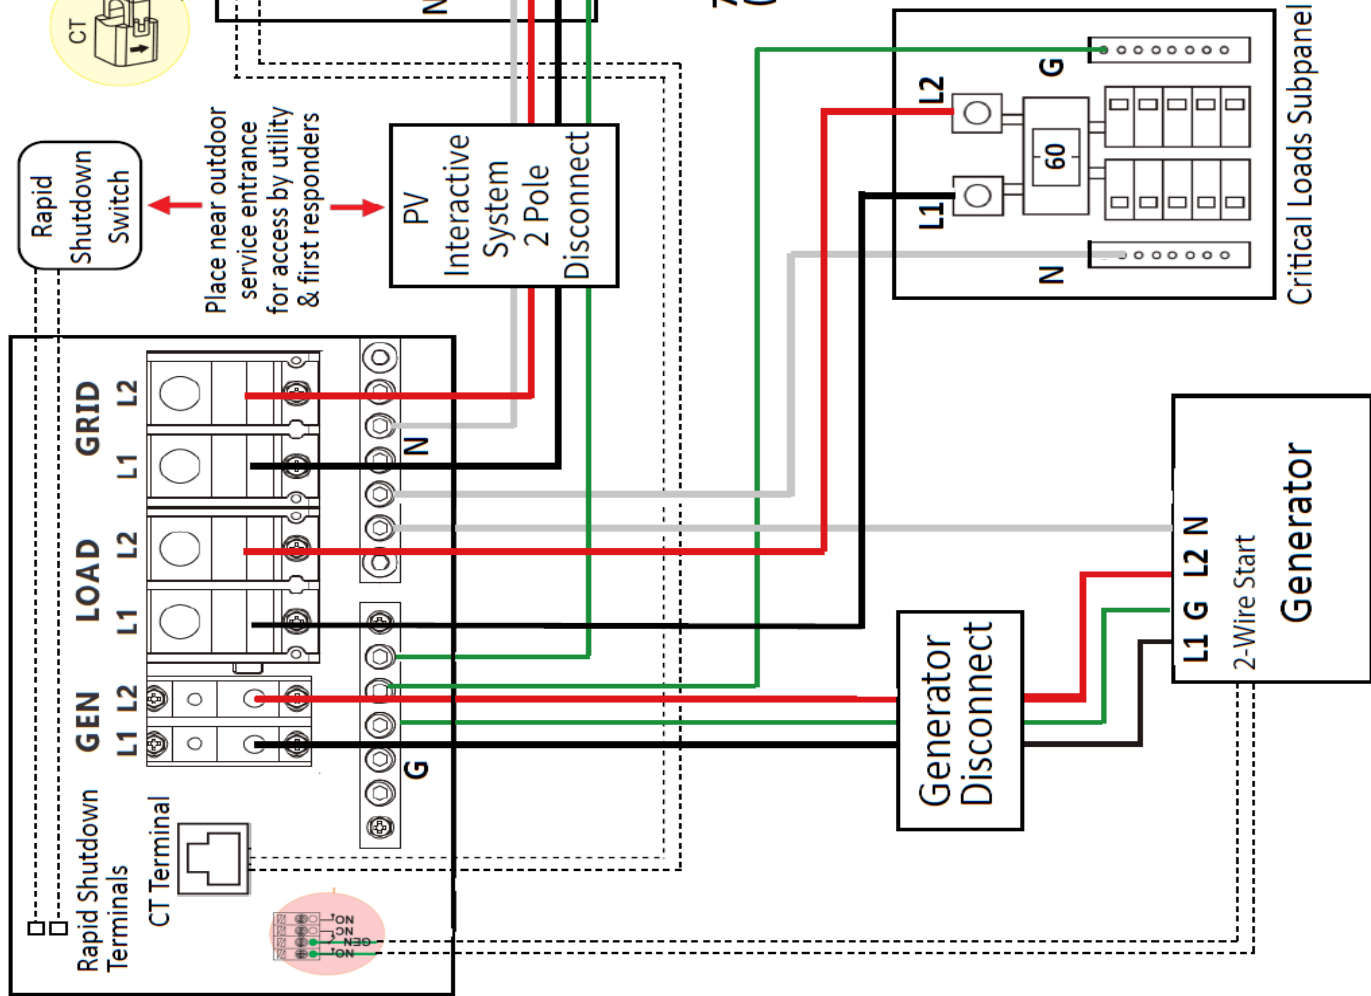 CT
N
7
(
Rapid
Shutdown
Switch
Place near outdoor
service entrance
for access by utility
& first responders
PV
Interactive
System
2 Pole
Disconnect
G
L2
L1
N
60
Critical Loads Subpanel
GRID
L2
L1
N
LOAD
L2
L1
GEN
L2
L1
G
Rapid Shutdown
Terminals
CT Terminal
NO
NC
GEN
NO
Generator
Disconnect
L1 G L2 N
2-Wire Start
Generator